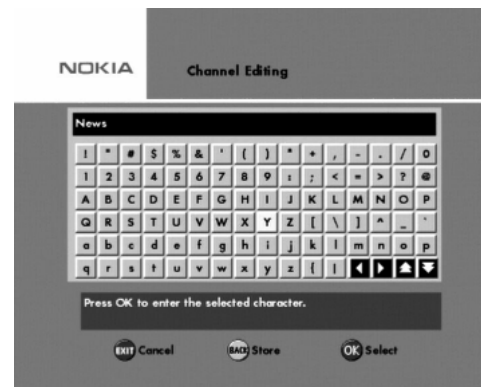 NOKIA
Channel Editing
News
! " # $ % & ' ( ) * + , - . / 0
1 2 3 4 5 6 7 8 9 : ; < = > ? @
A B C D E F G H I J K L M N O P
Q R S T U V W X Y Z [ \ ] ^ _ `
a b c d e f g h i j k l m n o p
q r s t u v w x y z { |
Press OK to enter the selected character.
EXIT Cancel BACK Store OK Select